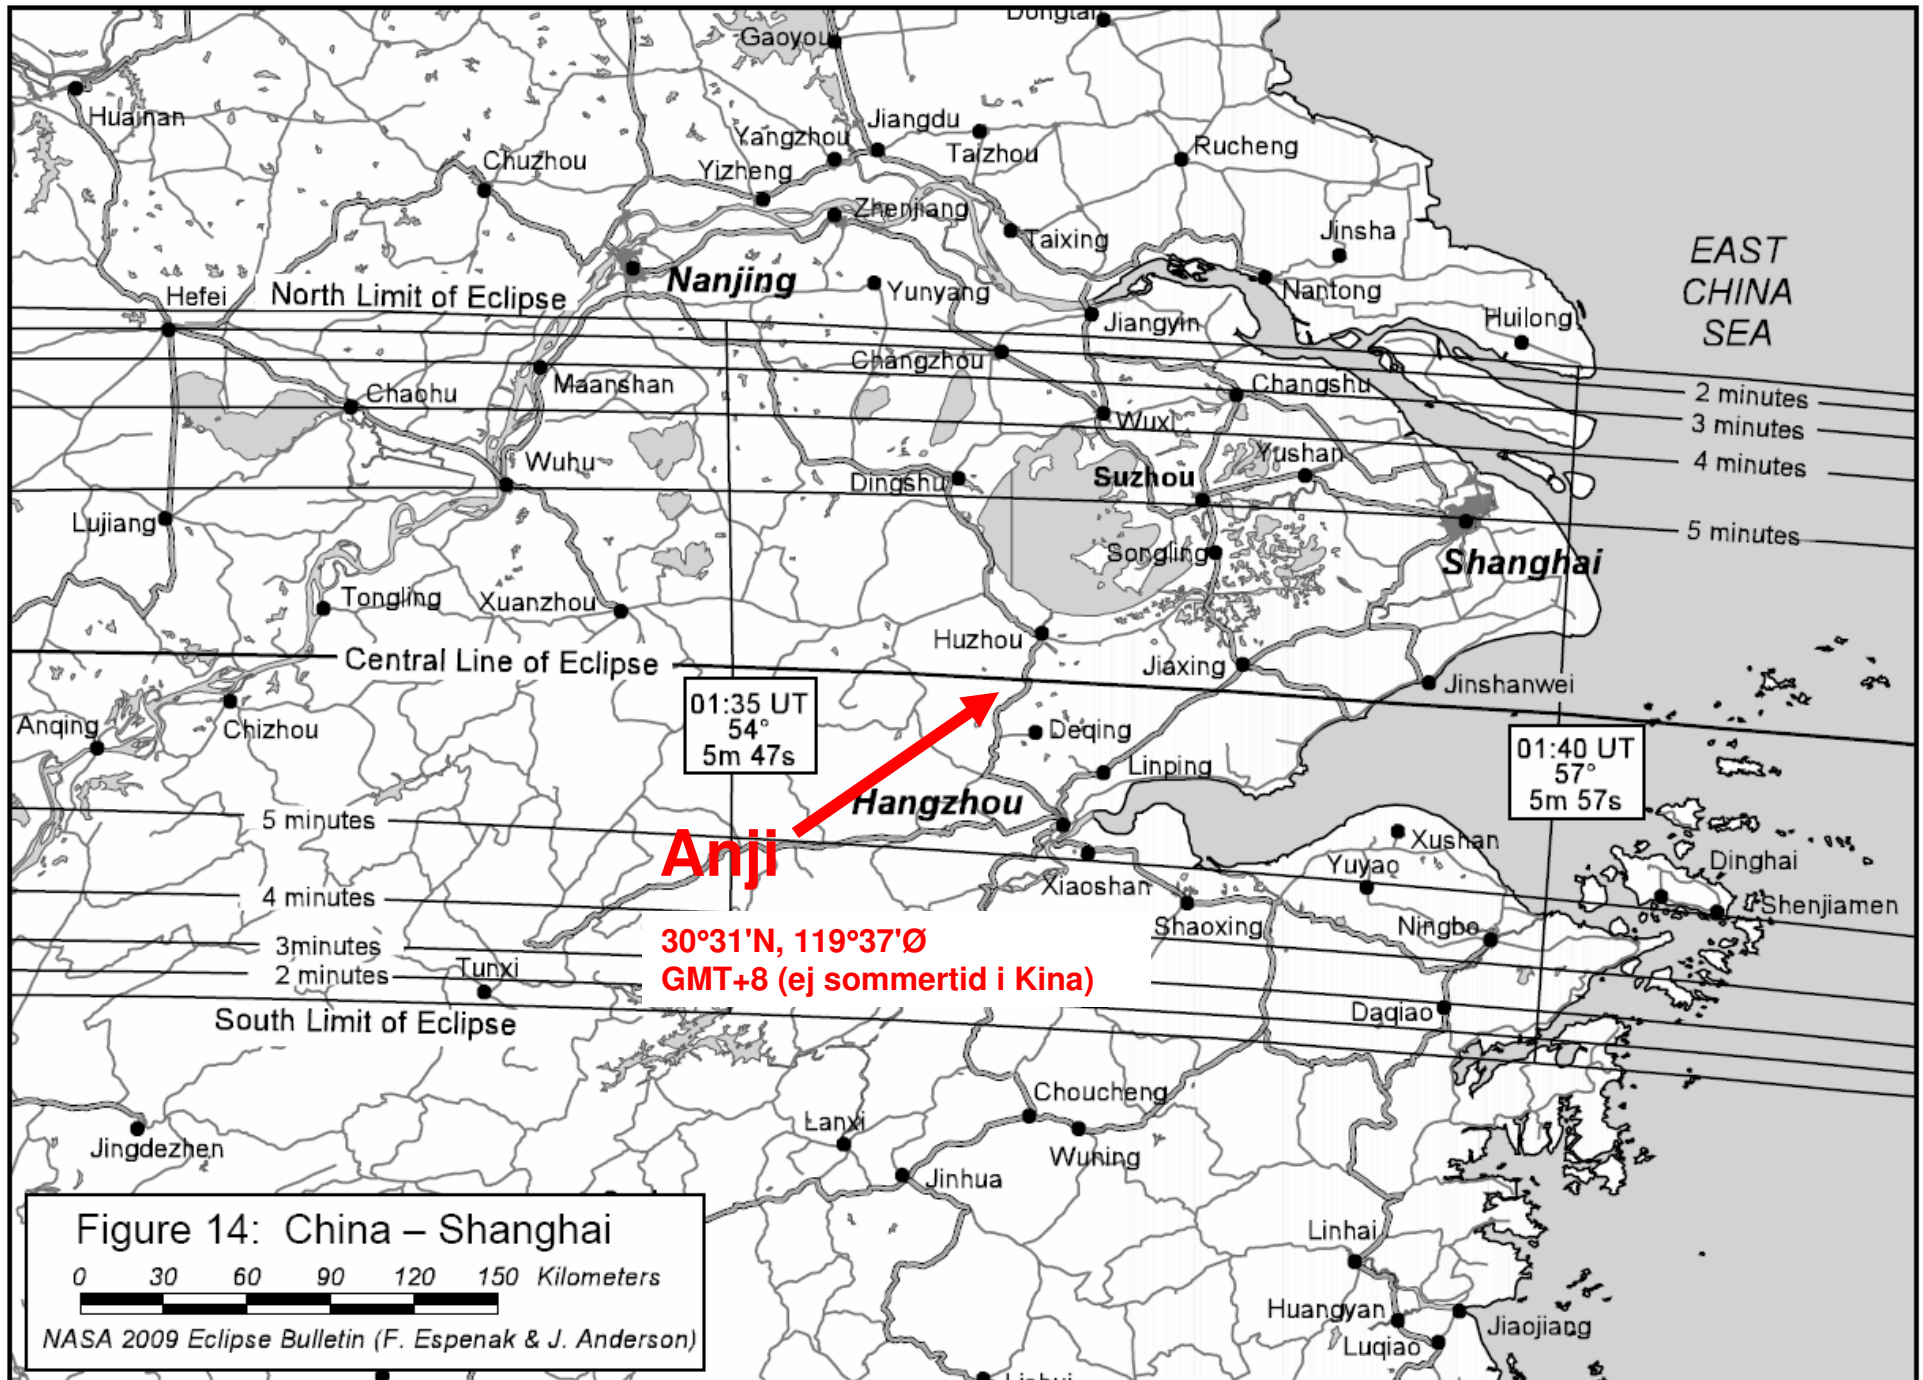 Gaoyou
Huainan
Jiangdu
Yangzhou
Taizhou
Rucheng
Chuzhou
Yizheng
Zhenjiang
Taixing
Jinsha
EAST
CHINA
SEA
Nanjing
Yunyang
Nantong
Hefei
North Limit of Eclipse
Jiangyin
Huilong
Changzhou
Maanshan
Chaohu
Changshu
2 minutes
Wuxi
3 minutes
Yushan
4 minutes
Wuhu
Dingshu
Suzhou
Lujiang
5 minutes
Songling
Shanghai
Tongling
Xuanzhou
Huzhou
Central Line of Eclipse
Jiaxing
Jinshanwei
01:35 UT
54°
5m 47s
Anqing
Chizhou
Deqing
01:40 UT
57°
5m 57s
Linping
Hangzhou
5 minutes
Anji
Xushan
Yuyao
Dinghai
Xiaoshan
4 minutes
Shenjiamen
Shaoxing
Ningbo
3minutes
30°31'N, 119°37'Ø
GMT+8 (ej sommertid i Kina)
Tunxi
2 minutes
South Limit of Eclipse
Daqiao
Choucheng
Lanxi
Jingdezhen
Wuning
Jinhua
Figure 14: China – Shanghai
0 30 60 90 120 150 Kilometers
NASA 2009 Eclipse Bulletin (F. Espenak & J. Anderson)
Linhai
Huangyan
Jiaojiang
Luqiao